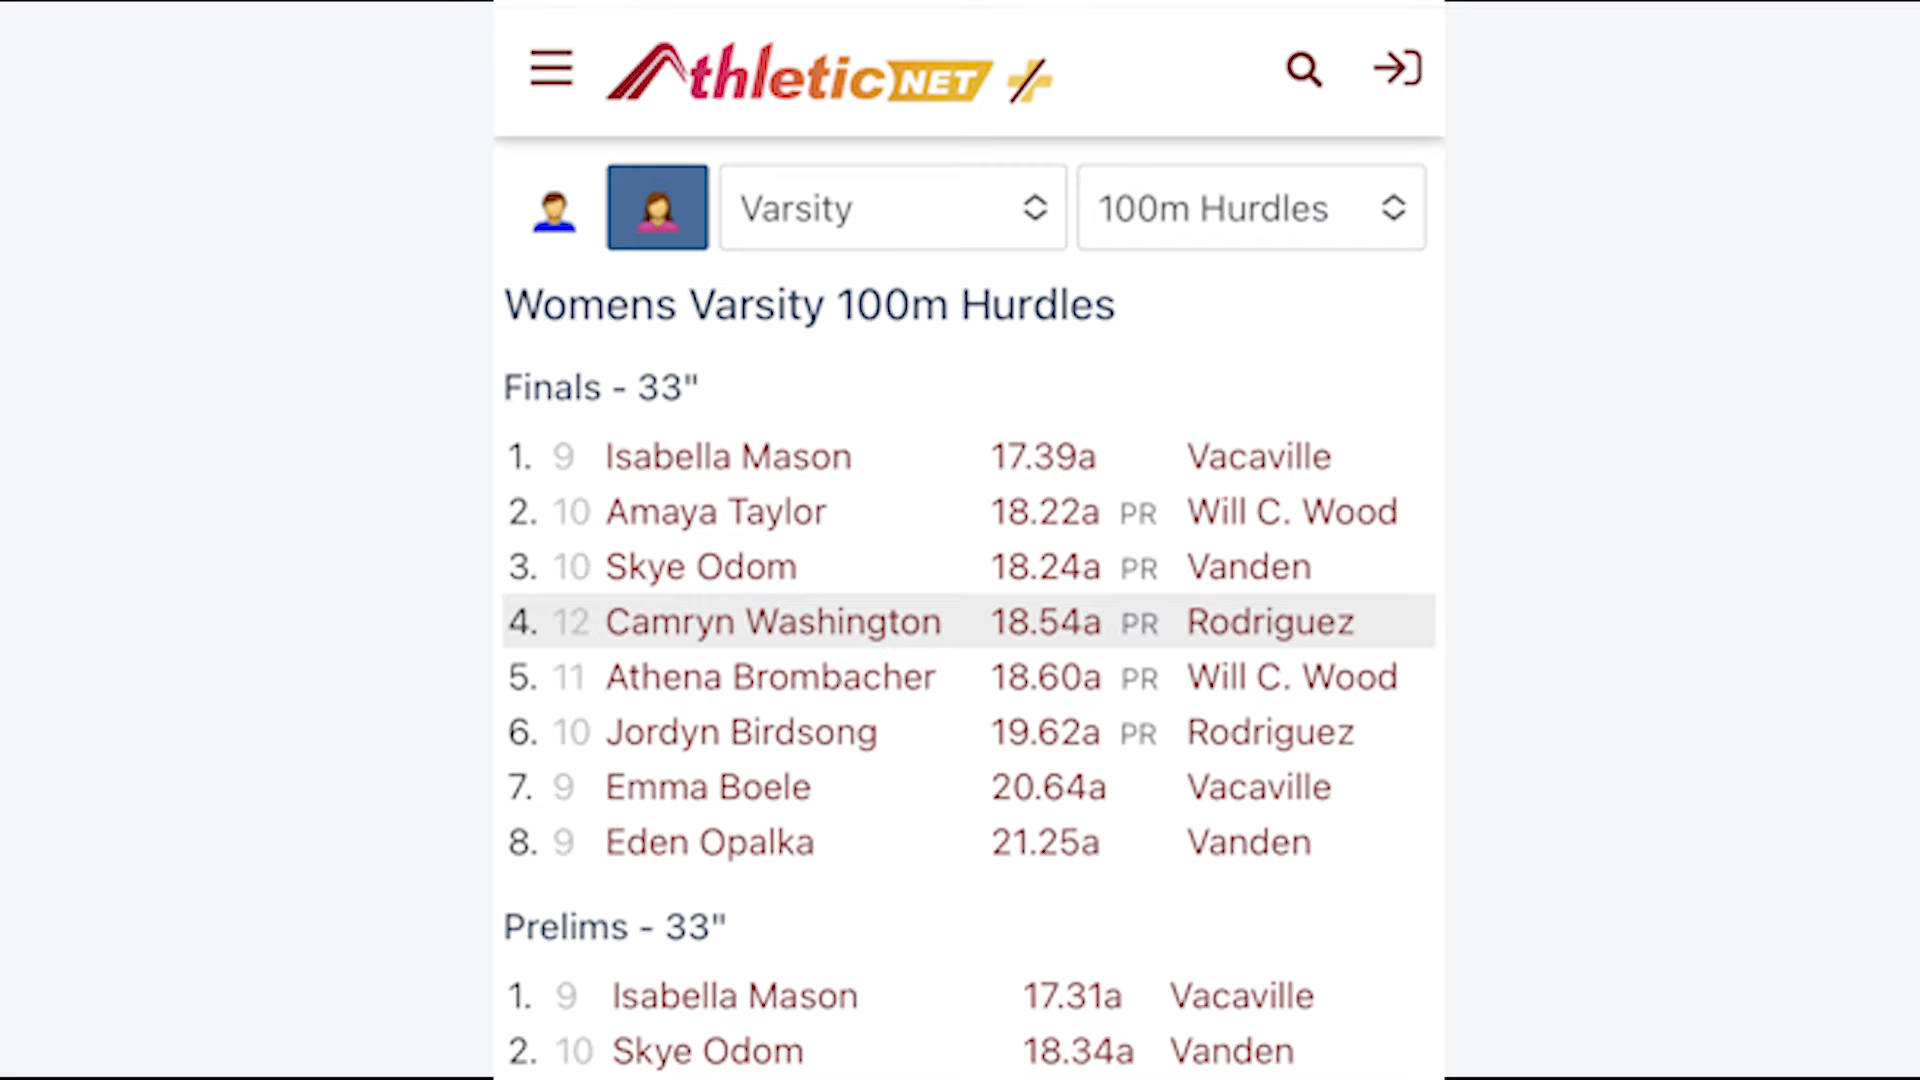 Athletic NET +
Varsity 100m Hurdles
Womens Varsity 100m Hurdles
Finals - 33"
1. 9 Isabella Mason 17.39a Vacaville
2. 10 Amaya Taylor 18.22a PR Will C. Wood
3. 10 Skye Odom 18.24a PR Vanden
4. 12 Camryn Washington 18.54a PR Rodriguez
5. 11 Athena Brombacher 18.60a PR Will C. Wood
6. 10 Jordyn Birdsong 19.62a PR Rodriguez
7. 9 Emma Boele 20.64a Vacaville
8. 9 Eden Opalka 21.25a Vanden
Prelims - 33"
1. 9 Isabella Mason 17.31a Vacaville
2. 10 Skye Odom 18.34a Vanden